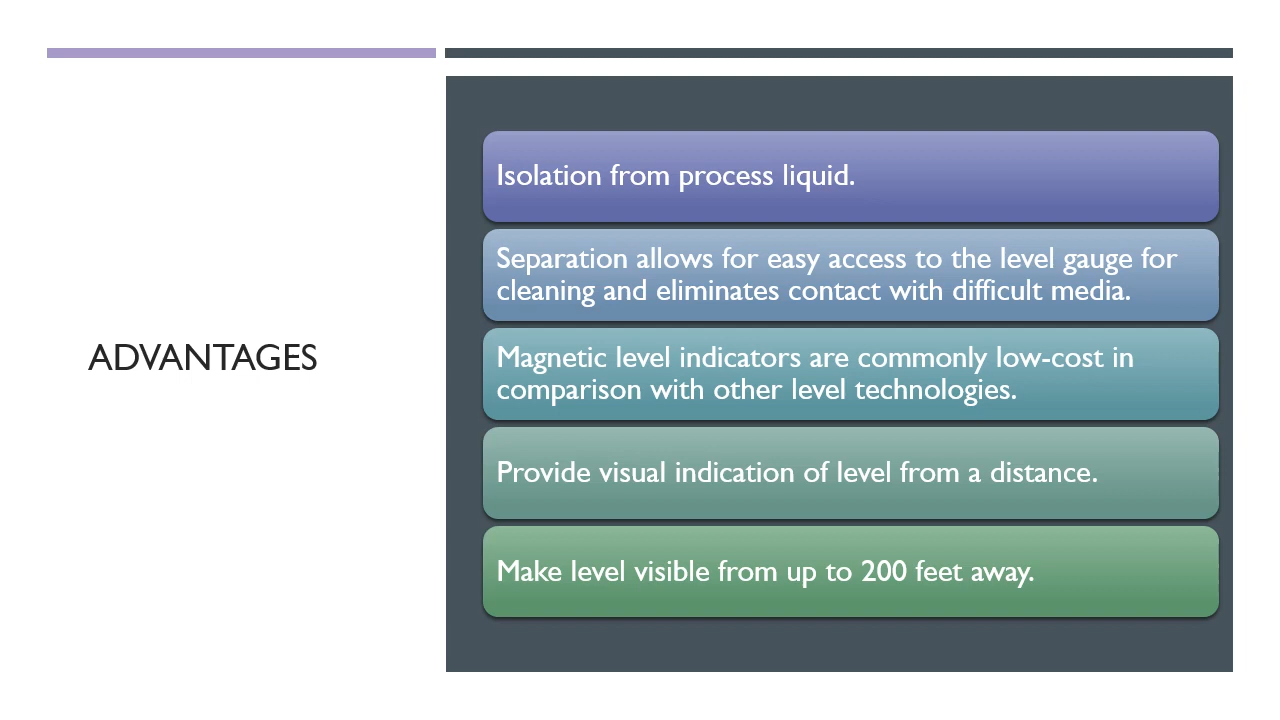 ADVANTAGES
Isolation from process liquid.
Separation allows for easy access to the level gauge for
cleaning and eliminates contact with difficult media.
Magnetic level indicators are commonly low-cost in
comparison with other level technologies.
Provide visual indication of level from a distance.
Make level visible from up to 200 feet away.